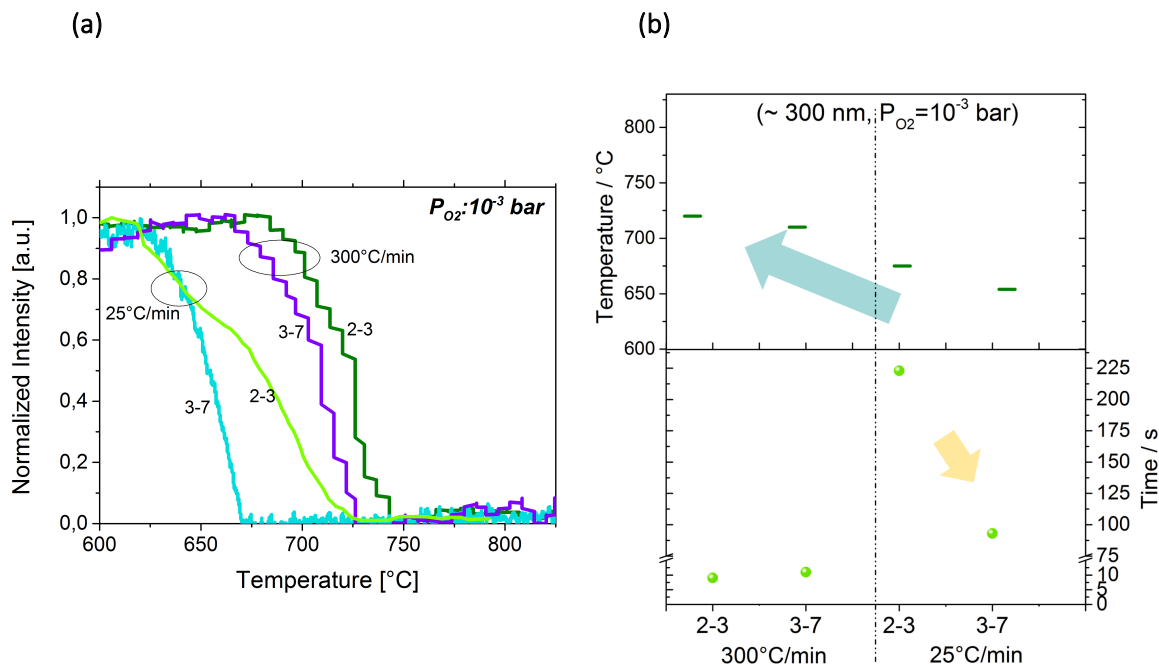 (a)
P O2:10-3 bar
1,0
0,8
0,6
0,4
0,2
0,0
Normalized Intensity [a.u.]
300°C/min
25°C/min
3-7
2-3
3-7
2-3
600
650
700
750
800
Temperature [°C]
(b)
(~ 300 nm, PO2=10-3 bar)
800
750
700
650
600
Temperature / °C
225
200
175
150
125
100
75
10
5
0
Time / s
2-3
3-7
2-3
3-7
300°C/min
25°C/min